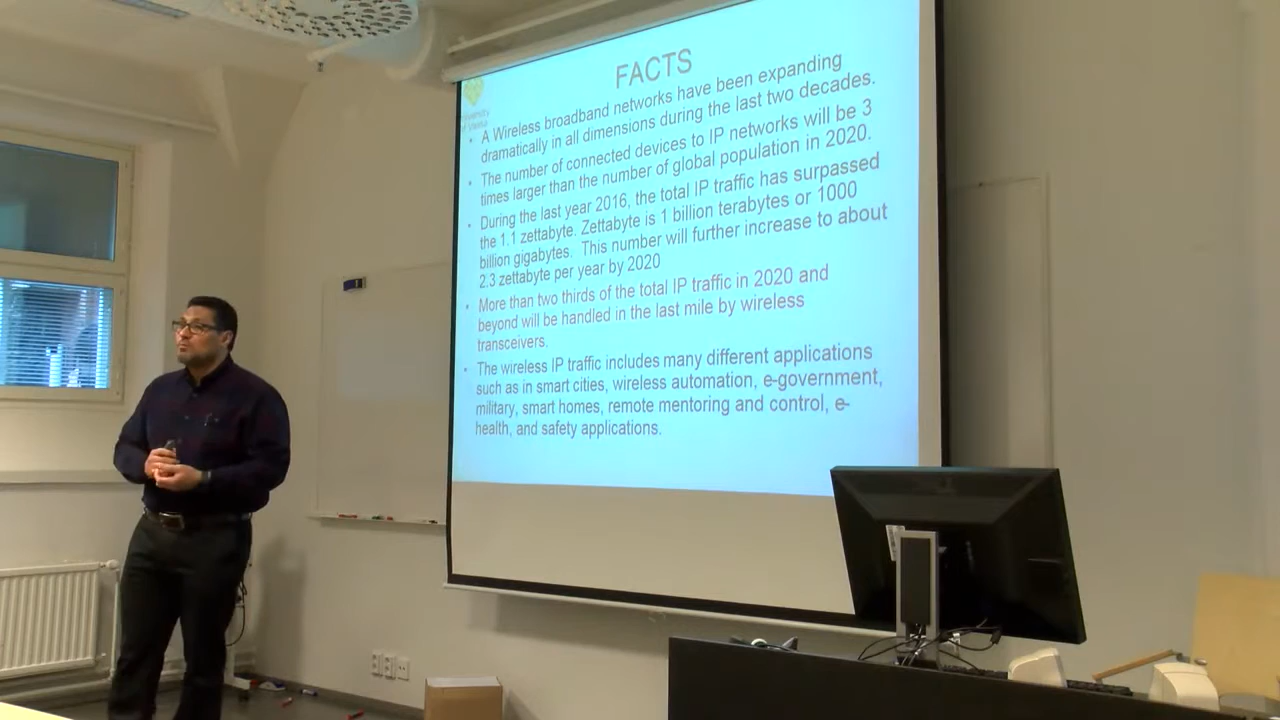 FACTS
University
of Vaasa
• A Wireless broadband networks have been expanding
dramatically in all dimensions during the last two decades.
• The number of connected devices to IP networks will be 3
times larger than the number of global population in 2020.
• During the last year 2016, the total IP traffic has surpassed
the 1.1 zettabyte. Zettabyte is 1 billion terabytes or 1000
billion gigabytes. This number will further increase to about
2.3 zettabyte per year by 2020
• More than two thirds of the total IP traffic in 2020 and
beyond will be handled in the last mile by wireless
transceivers.
• The wireless IP traffic includes many different applications
such as in smart cities, wireless automation, e-government,
military, smart homes, remote mentoring and control, e-
health, and safety applications.